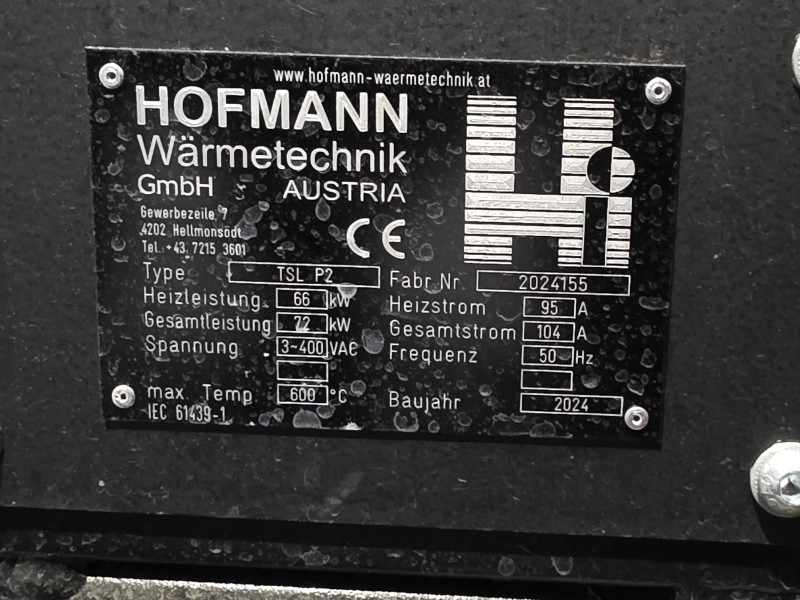 www.hofmann-waermetechnik.at
HOFMANN
Wärmetechnik
GmbH AUSTRIA
Gewerbezeile 7
4202 Hellmonsödt
Tel. +43 7215 3601
CE
Hi
Type TSL P2 Fabr.Nr. 2024155
Heizleistung 66 kW Heizstrom 95 A
Gesamtleistung 72 kW Gesamtstrom 104 A
Spannung 3~400 VAC Frequenz 50 Hz
max. Temp 600 °C Baujahr 2024
IEC 61439-1